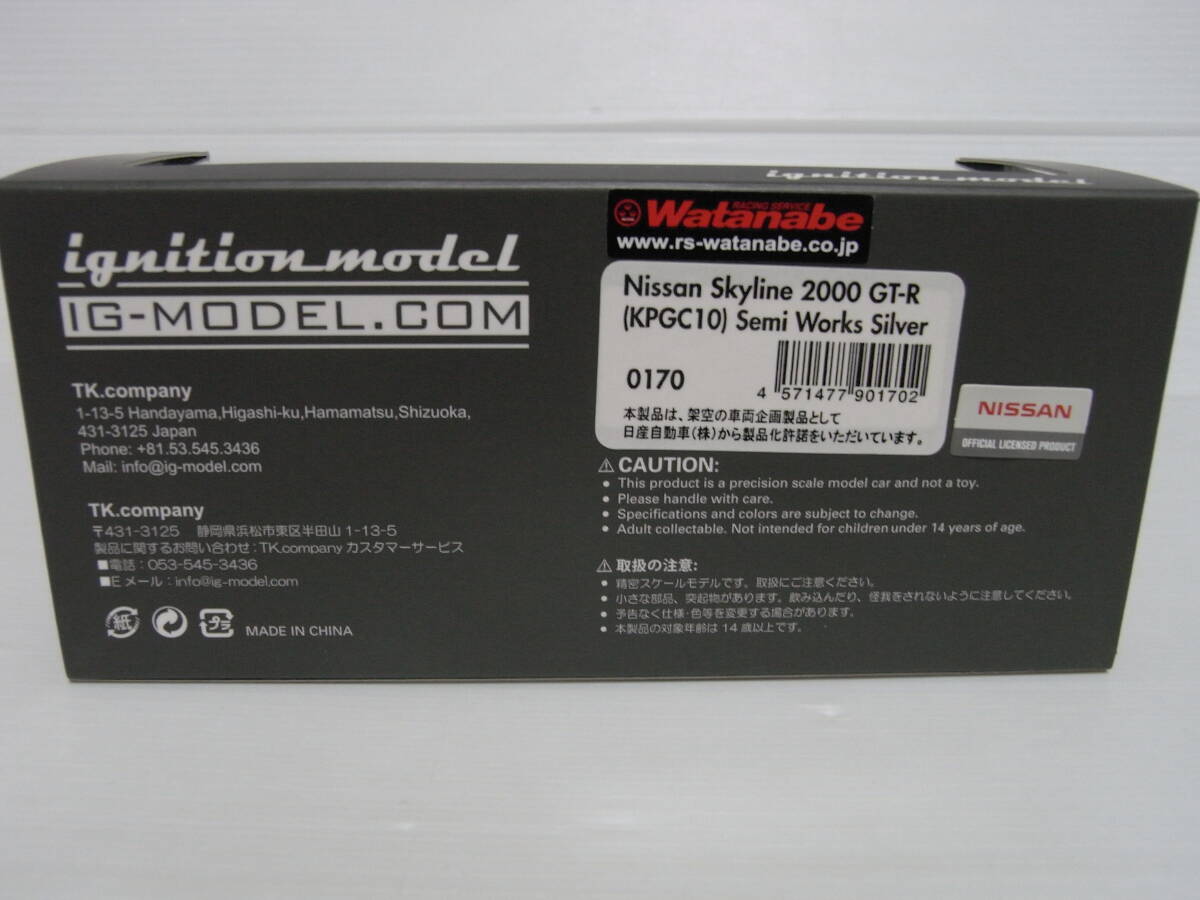 ignition model
ignition model
IG-MODEL.COM
TK.company
1-13-5 Handayama,Higashi-ku,Hamamatsu,Shizuoka,
431-3125 Japan
Phone: +81.53.545.3436
Mail: info@ig-model.com
TK.company
〒431-3125 静岡県浜松市東区半田山1-13-5
製品に関するお問い合わせ:TK.company カスタマーサービス
■電話:053-545-3436
■Eメール:info@ig-model.com
紙
プラ
MADE IN CHINA
RACING SERVICE
Watanabe
www.rs-watanabe.co.jp
Nissan Skyline 2000 GT-R
(KPGC10) Semi Works Silver
0170
4 571477 901702
本製品は、架空の車両企画製品として
日産自動車(株)から製品化許諾をいただいています。
NISSAN
OFFICIAL LICENSED PRODUCT
⚠ CAUTION:
• This product is a precision scale model car and not a toy.
• Please handle with care.
• Specifications and colors are subject to change.
• Adult collectable. Not intended for children under 14 years of age.
⚠ 取扱の注意:
• 精密スケールモデルです。取扱にご注意ください。
• 小さな部品、突起物があります。飲み込んだり、怪我をされないように注意してください。
• 予告なく仕様・色等を変更する場合があります。
• 本製品の対象年齢は14歳以上です。